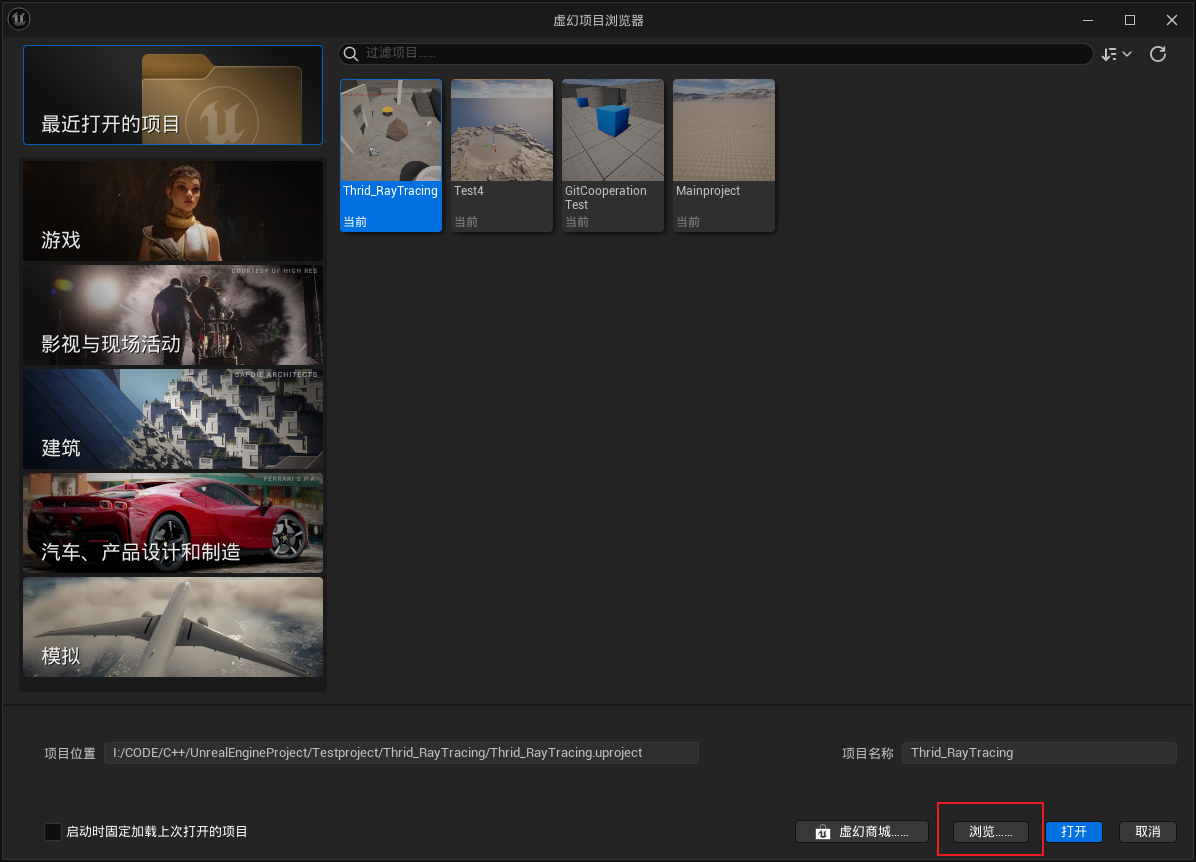 虚幻项目浏览器
过滤项目......
最近打开的项目
游戏
COURTESY OF HIGH RES
影视与现场活动
SAFDIE ARCHITECTS
建筑
FERRARI S.P.A.
汽车、产品设计和制造
模拟
Thrid_RayTracing
当前
Test4
当前
GitCooperation
Test
当前
Mainproject
当前
项目位置 I:/CODE/C++/UnrealEngineProject/Testproject/Thrid_RayTracing/Thrid_RayTracing.uproject
项目名称 Thrid_RayTracing
启动时固定加载上次打开的项目
虚幻商城......
浏览......
打开
取消